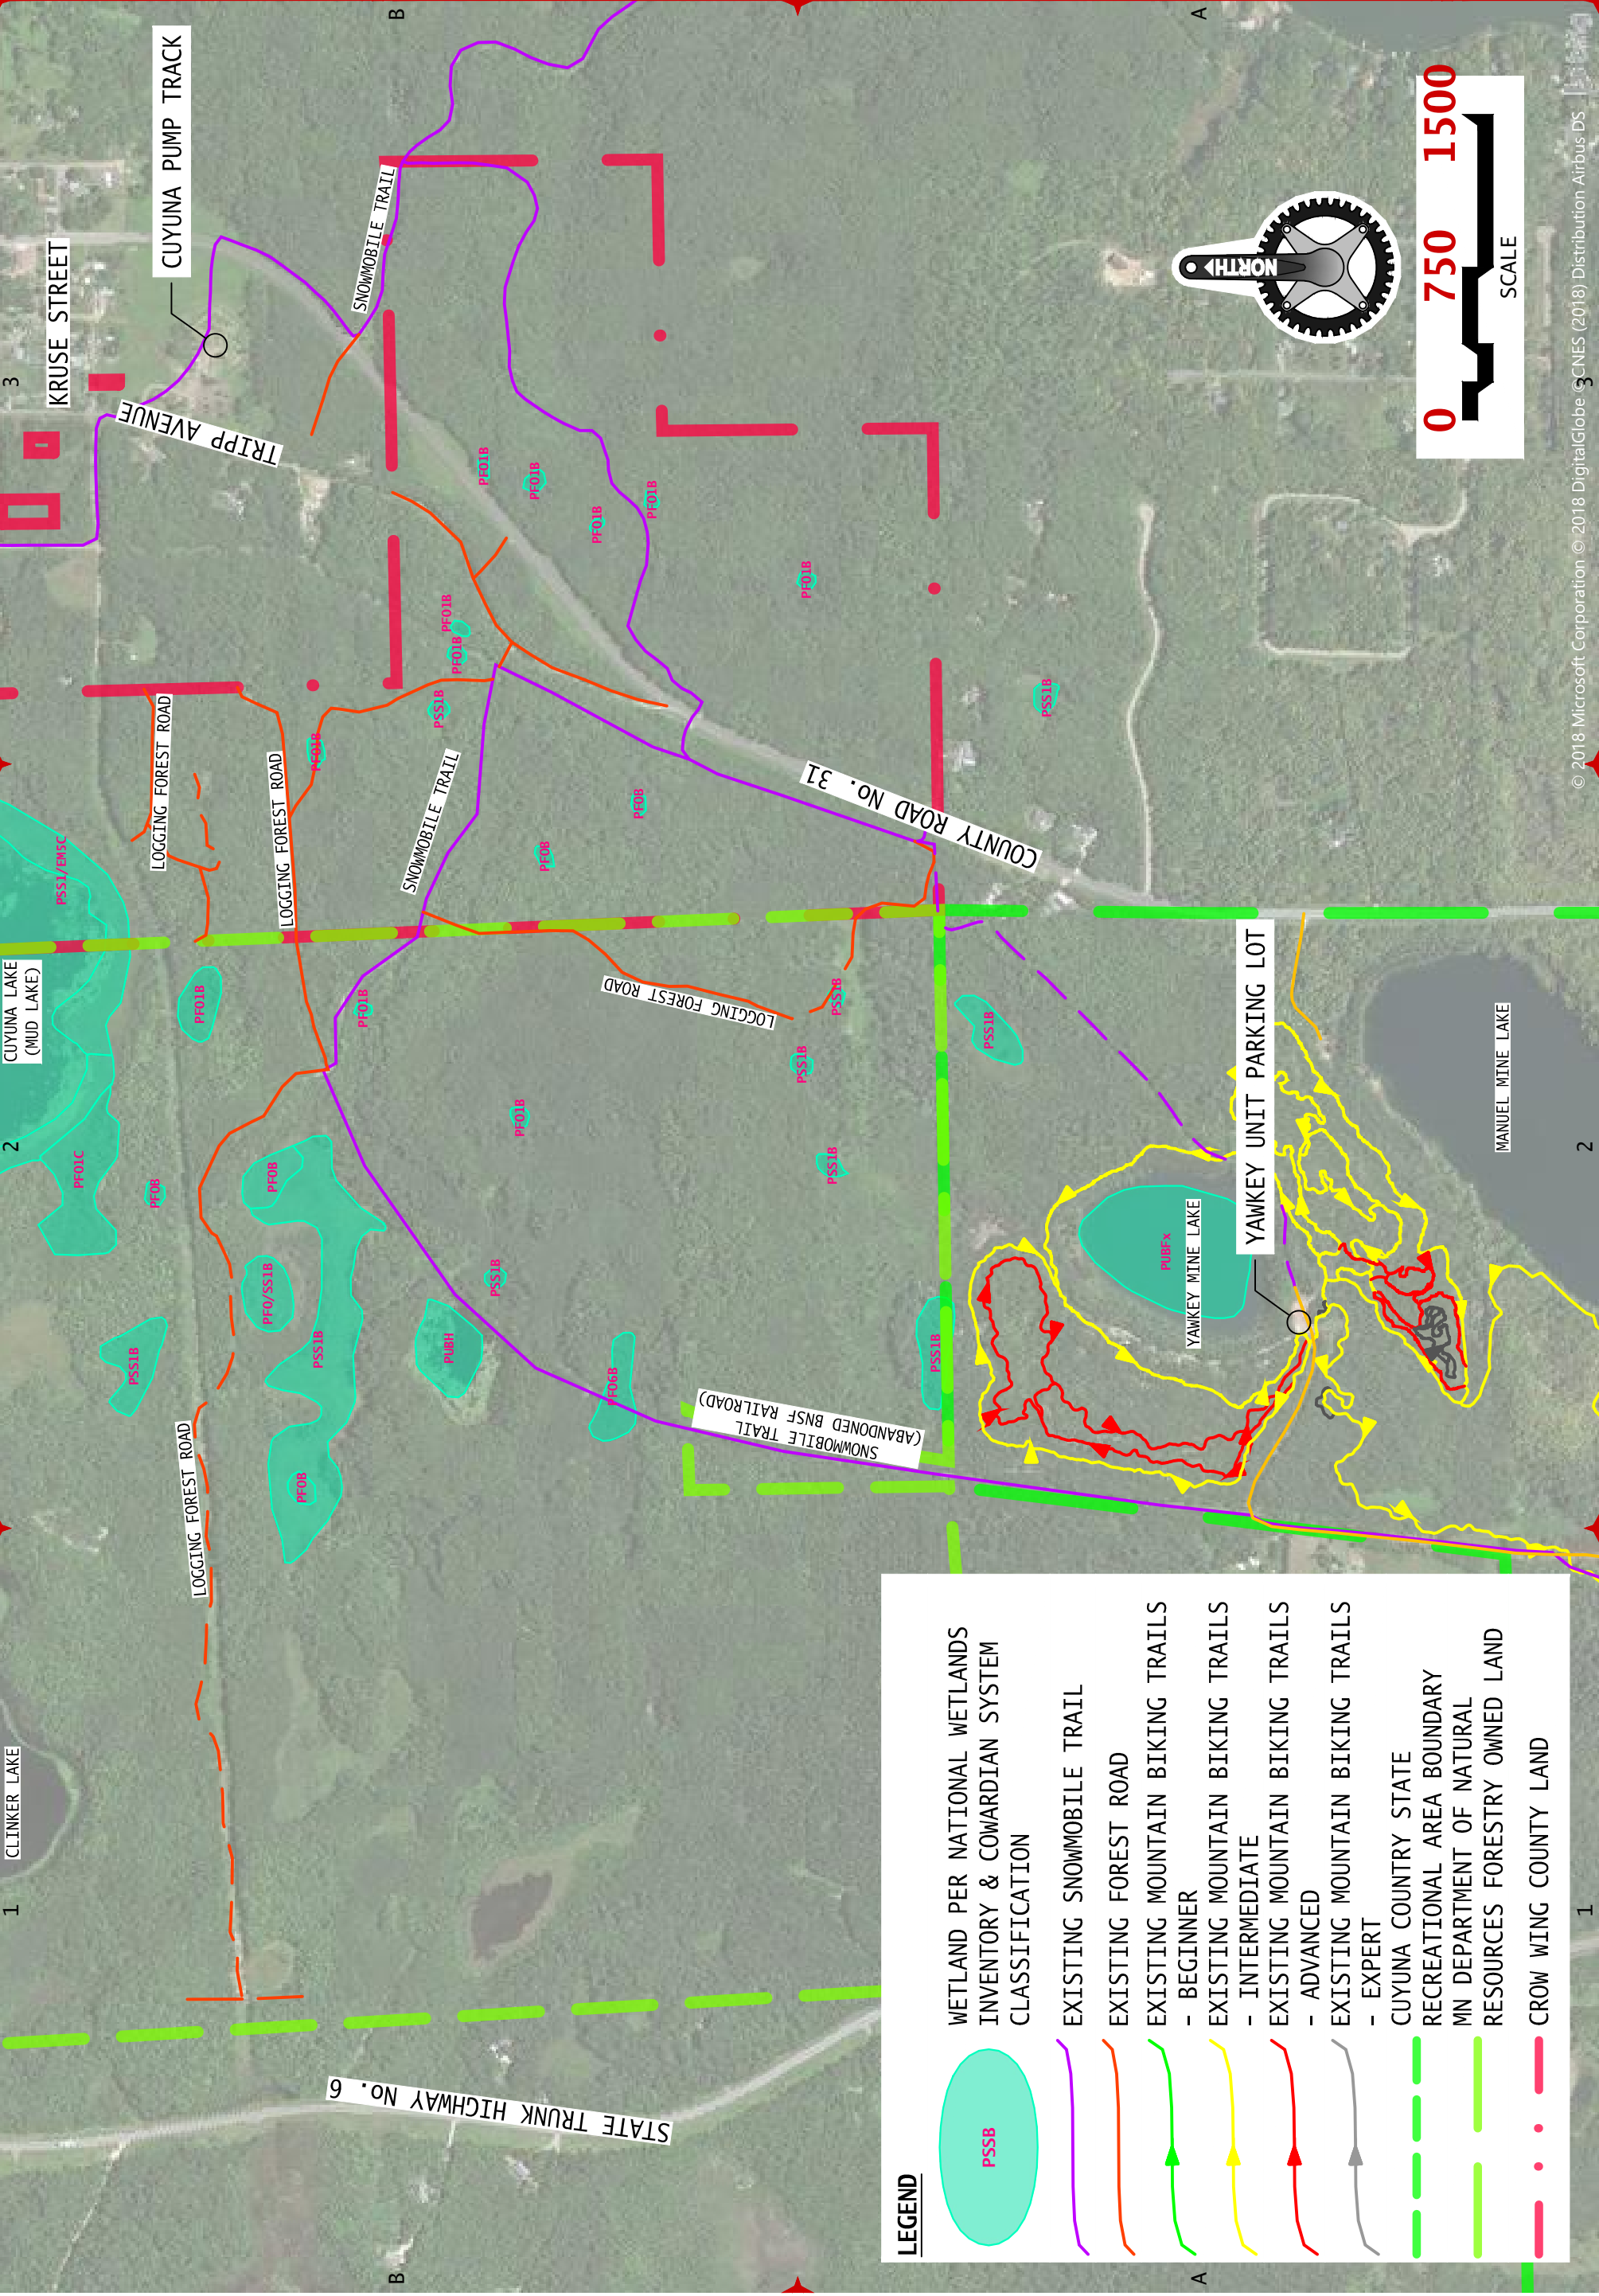 B
A
CUYUNA PUMP TRACK
KRUSE STREET
3
TRIPP AVENUE
SNOWMOBILE TRAIL
NORTH
0 750 1500
SCALE
© 2018 Microsoft Corporation © 2018 DigitalGlobe ©CNES (2018) Distribution Airbus DS
3
PFO1B
PFO1B
PFO1B
PFO1B
PFO1B
PFO1B
PFO1B
PSS1B
PFO1B
PSS1B
LOGGING FOREST ROAD
LOGGING FOREST ROAD
SNOWMOBILE TRAIL
COUNTY ROAD No. 31
PFOB
PFOB
PSS1/EM5C
CUYUNA LAKE
(MUD LAKE)
PFO1B
PFO1B
LOGGING FOREST ROAD
PSS1B
PSS1B
PSS1B
PFO1B
PSS1B
2
PFO1C
PFOB
PFOB
PFO/SS1B
PSS1B
PSS1B
PUBH
PSS1B
PFO6B
PSS1B
PFOB
SNOWMOBILE TRAIL
(ABANDONED BNSF RAILROAD)
PUBFx
YAWKEY MINE LAKE
YAWKEY UNIT PARKING LOT
MANUEL MINE LAKE
2
LOGGING FOREST ROAD
CLINKER LAKE
1
STATE TRUNK HIGHWAY No. 6
LEGEND
PSSB
WETLAND PER NATIONAL WETLANDS
INVENTORY & COWARDIAN SYSTEM
CLASSIFICATION
EXISTING SNOWMOBILE TRAIL
EXISTING FOREST ROAD
EXISTING MOUNTAIN BIKING TRAILS
- BEGINNER
EXISTING MOUNTAIN BIKING TRAILS
- INTERMEDIATE
EXISTING MOUNTAIN BIKING TRAILS
- ADVANCED
EXISTING MOUNTAIN BIKING TRAILS
- EXPERT
CUYUNA COUNTRY STATE
RECREATIONAL AREA BOUNDARY
MN DEPARTMENT OF NATURAL
RESOURCES FORESTRY OWNED LAND
CROW WING COUNTY LAND
1
B
A